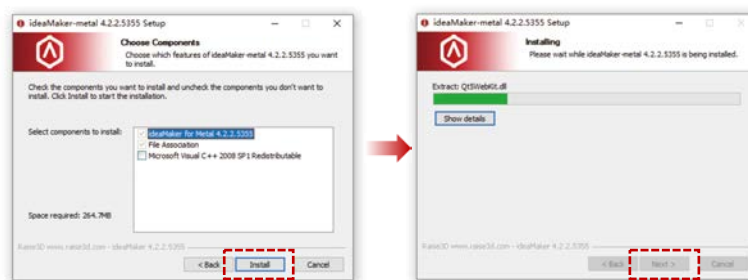 ideaMaker-metal 4.2.2.5355 Setup
Choose Components
Choose which features of ideaMaker-metal 4.2.2.5355 you want
to install.
Check the components you want to install and uncheck the components you don't want to
install. Click Install to start the installation.
Select components to install:
ideaMaker for Metal 4.2.2.5355
File Association
Microsoft Visual C++ 2008 SP1 Redistributable
Space required: 264.7MB
Raise3D www.raise3d.com - ideaMaker 4.2.2.5355
< Back
Install
Cancel
ideaMaker-metal 4.2.2.5355 Setup
Installing
Please wait while ideaMaker-metal 4.2.2.5355 is being installed.
Extract: Qt5WebKit.dll
Show details
Raise3D www.raise3d.com - ideaMaker 4.2.2.5355
< Back
Next >
Cancel